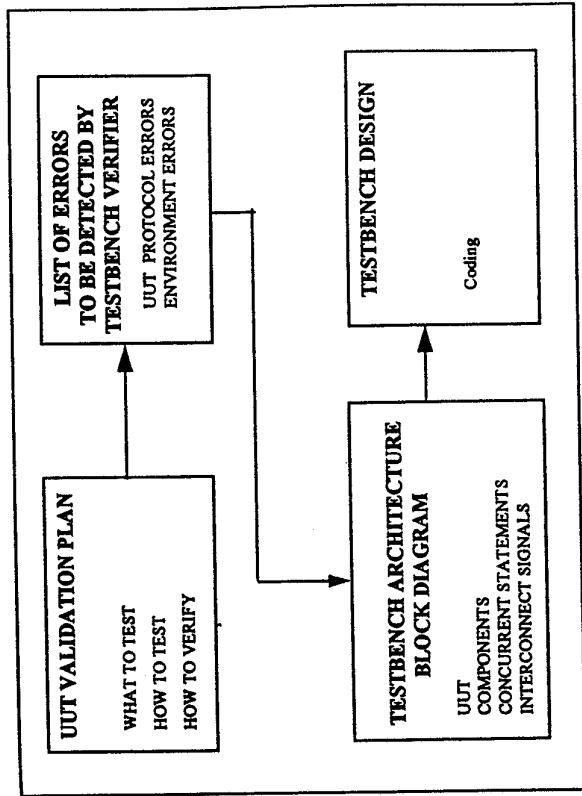 UUT VALIDATION PLAN
WHAT TO TEST
HOW TO TEST
HOW TO VERIFY
LIST OF ERRORS
TO BE DETECTED BY
TESTBENCH VERIFIER
UUT PROTOCOL ERRORS
ENVIRONMENT ERRORS
TESTBENCH ARCHITECTURE
BLOCK DIAGRAM
UUT
COMPONENTS
CONCURRENT STATEMENTS
INTERCONNECT SIGNALS
TESTBENCH DESIGN
Coding